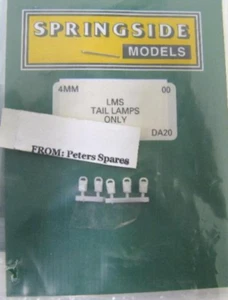 SPRINGSIDE
MODELS
4MM 00
LMS
TAIL LAMPS
ONLY
DA20
FROM: Peters Spares